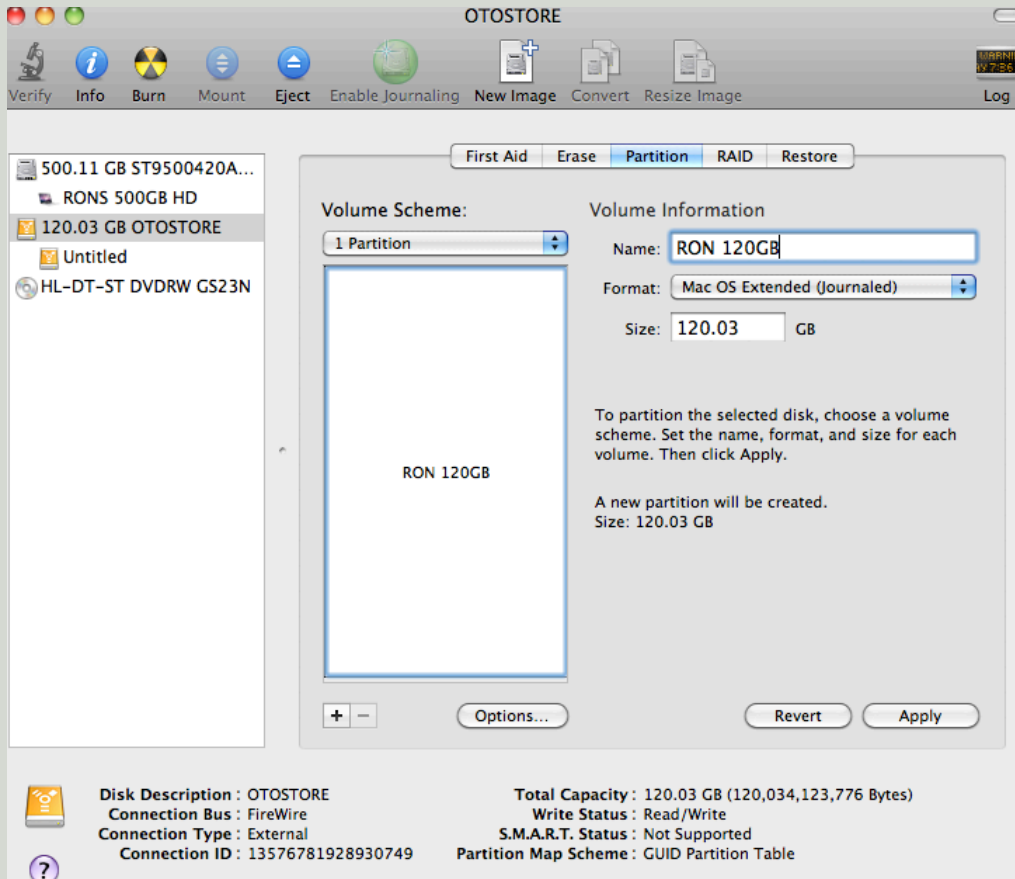 OTOSTORE
Verify Info Burn Mount Eject Enable Journaling New Image Convert Resize Image Log
500.11 GB ST9500420A...
RONS 500GB HD
120.03 GB OTOSTORE
Untitled
HL-DT-ST DVDRW GS23N
First Aid Erase Partition RAID Restore
Volume Scheme:
1 Partition
RON 120GB
+ − Options...
Volume Information
Name: RON 120GB
Format: Mac OS Extended (Journaled)
Size: 120.03 GB
To partition the selected disk, choose a volume
scheme. Set the name, format, and size for each
volume. Then click Apply.
A new partition will be created.
Size: 120.03 GB
Revert Apply
Disk Description : OTOSTORE
Connection Bus : FireWire
Connection Type : External
Connection ID : 13576781928930749
Total Capacity : 120.03 GB (120,034,123,776 Bytes)
Write Status : Read/Write
S.M.A.R.T. Status : Not Supported
Partition Map Scheme : GUID Partition Table
?